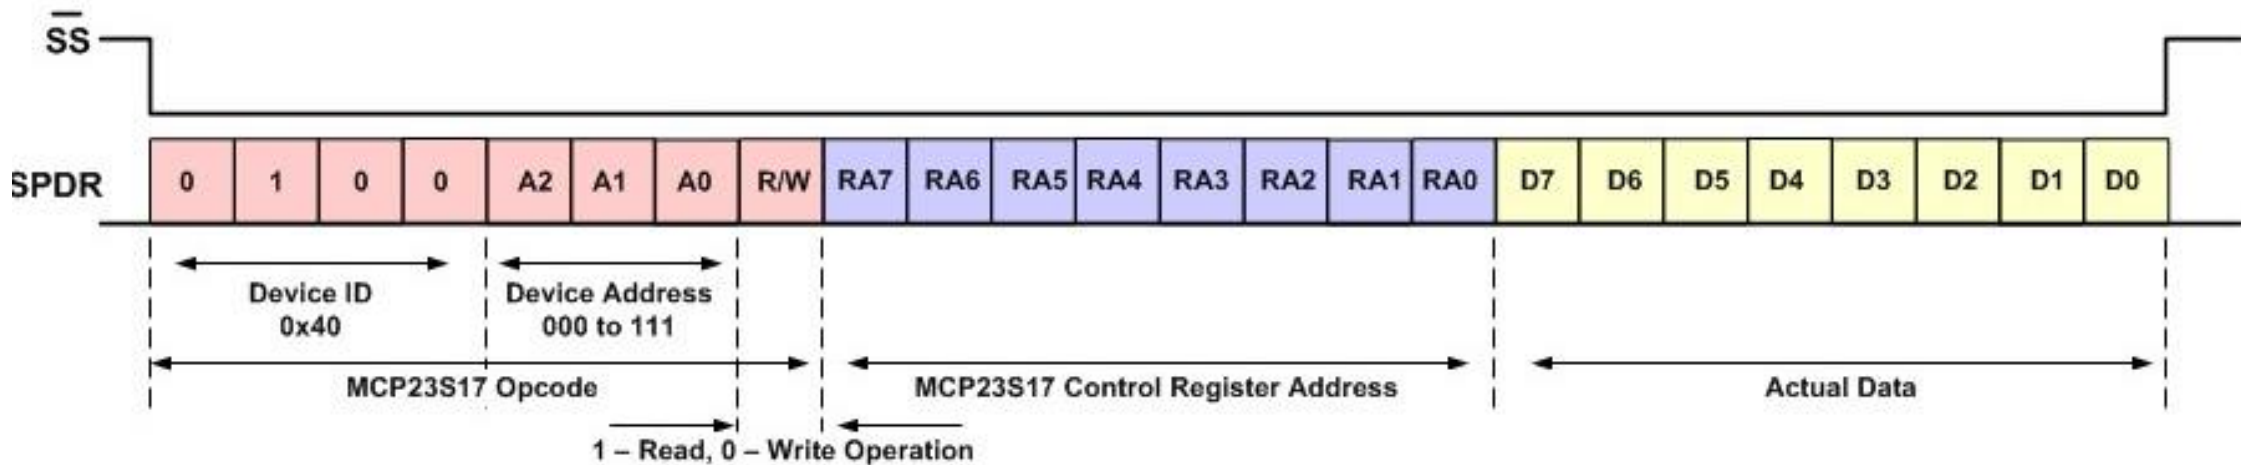 SS
SPDR 0 1 0 0 A2 A1 A0 R/W RA7 RA6 RA5 RA4 RA3 RA2 RA1 RA0 D7 D6 D5 D4 D3 D2 D1 D0
Device ID Device Address
0x40 000 to 111
MCP23S17 Opcode MCP23S17 Control Register Address Actual Data
1 – Read, 0 – Write Operation